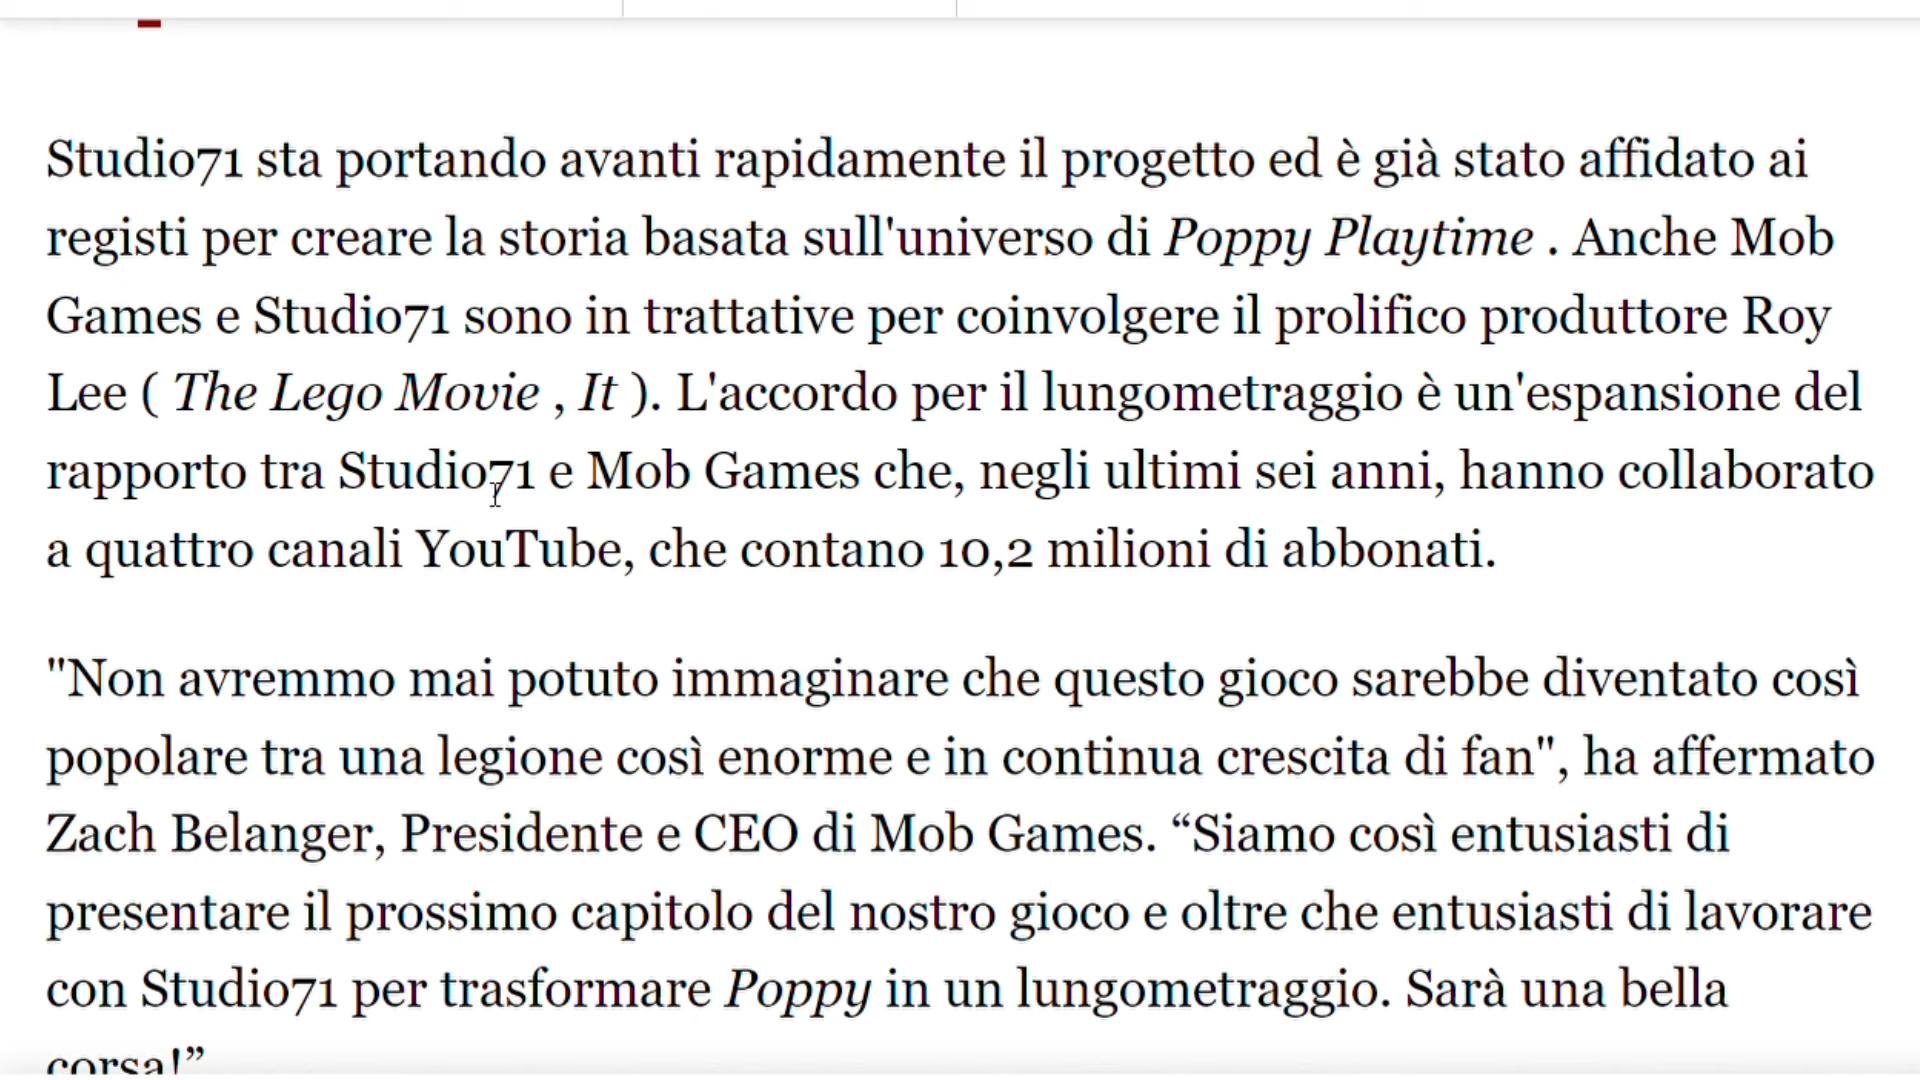 Studio71 sta portando avanti rapidamente il progetto ed è già stato affidato ai
registi per creare la storia basata sull'universo di Poppy Playtime . Anche Mob
Games e Studio71 sono in trattative per coinvolgere il prolifico produttore Roy
Lee ( The Lego Movie , It ). L'accordo per il lungometraggio è un'espansione del
rapporto tra Studio71 e Mob Games che, negli ultimi sei anni, hanno collaborato
a quattro canali YouTube, che contano 10,2 milioni di abbonati.
"Non avremmo mai potuto immaginare che questo gioco sarebbe diventato così
popolare tra una legione così enorme e in continua crescita di fan", ha affermato
Zach Belanger, Presidente e CEO di Mob Games. “Siamo così entusiasti di
presentare il prossimo capitolo del nostro gioco e oltre che entusiasti di lavorare
con Studio71 per trasformare Poppy in un lungometraggio. Sarà una bella
corsa!”